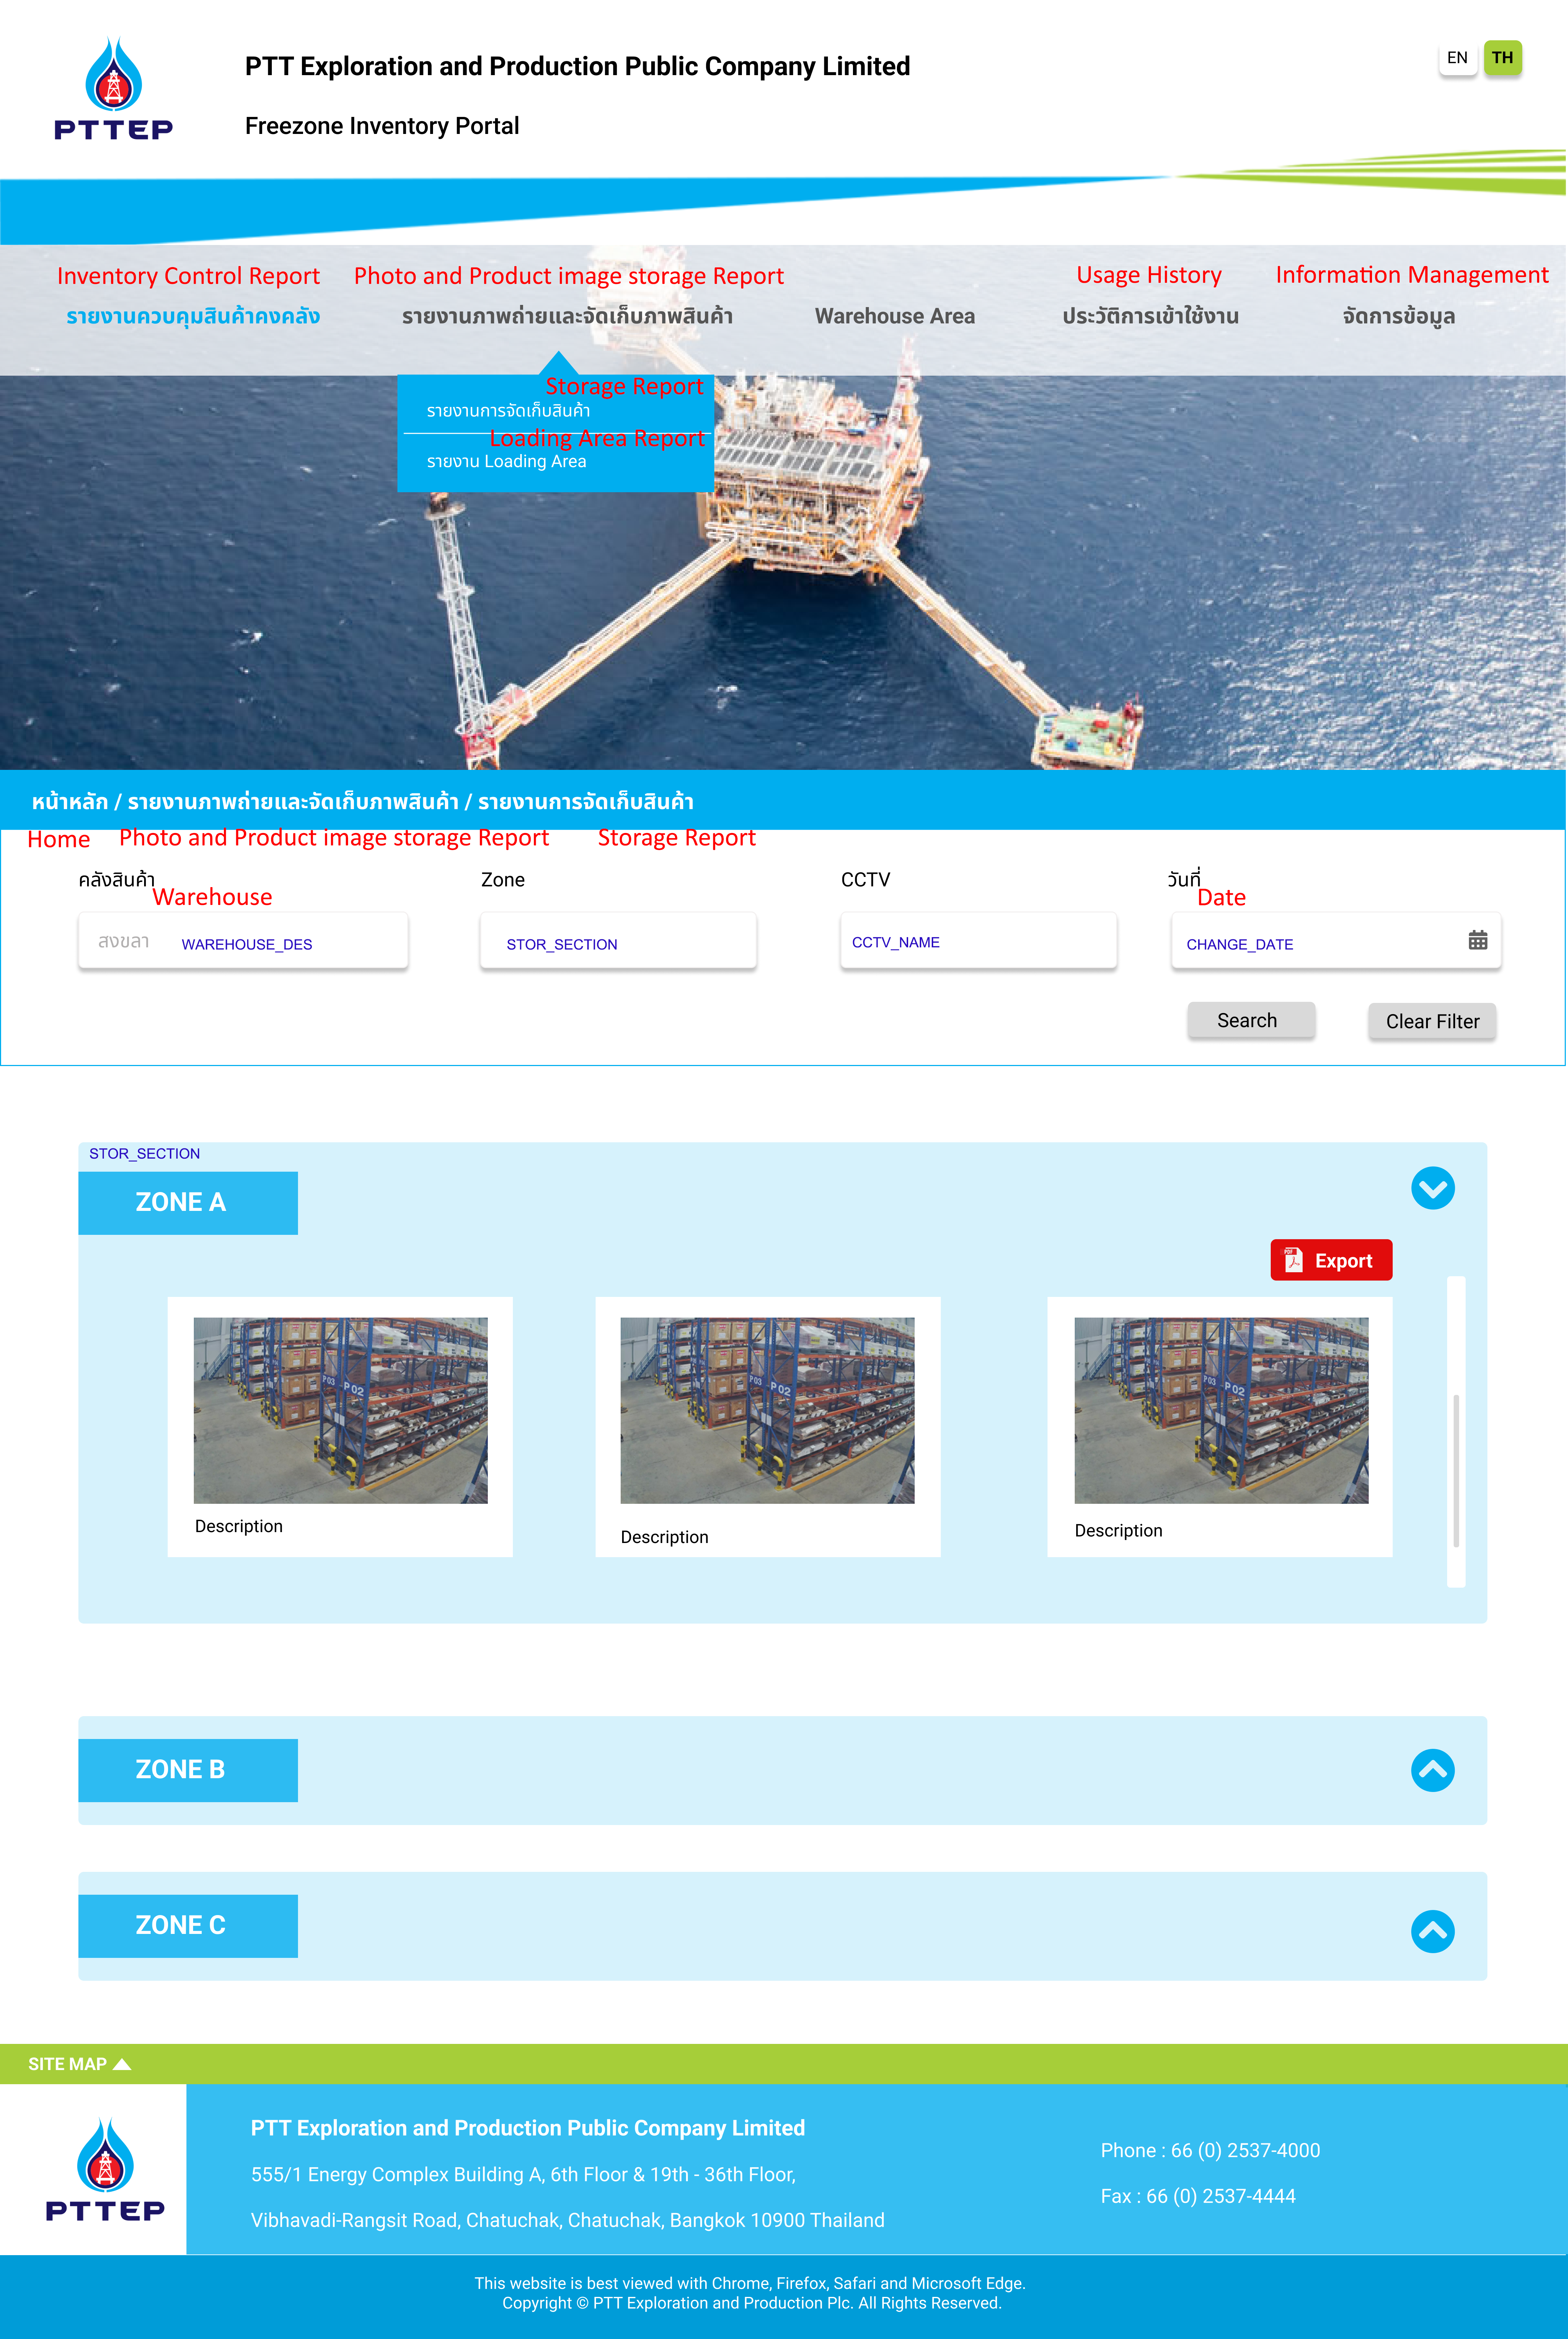 PTTEP
PTT Exploration and Production Public Company Limited
EN
TH
Freezone Inventory Portal
Inventory Control Report
Photo and Product image storage Report
Usage History
Information Management
รายงานควบคุมสินค้าคงคลัง
รายงานภาพถ่ายและจัดเก็บภาพสินค้า
Warehouse Area
ประวัติการเข้าใช้งาน
จัดการข้อมูล
Storage Report
รายงานการจัดเก็บสินค้า
Loading Area Report
รายงาน Loading Area
หน้าหลัก / รายงานภาพถ่ายและจัดเก็บภาพสินค้า / รายงานการจัดเก็บสินค้า
Home
Photo and Product image storage Report
Storage Report
คลังสินค้า
Zone
CCTV
วันที่
Warehouse
Date
สงขลา
WAREHOUSE_DES
STOR_SECTION
CCTV_NAME
CHANGE_DATE
Search
Clear Filter
STOR_SECTION
ZONE A
PDF
Export
P03
P02
P03
P02
P03
P02
Description
Description
Description
ZONE B
ZONE C
SITE MAP
PTTEP
PTT Exploration and Production Public Company Limited
555/1 Energy Complex Building A, 6th Floor & 19th - 36th Floor,
Vibhavadi-Rangsit Road, Chatuchak, Chatuchak, Bangkok 10900 Thailand
Phone : 66 (0) 2537-4000
Fax : 66 (0) 2537-4444
This website is best viewed with Chrome, Firefox, Safari and Microsoft Edge.
Copyright © PTT Exploration and Production Plc. All Rights Reserved.